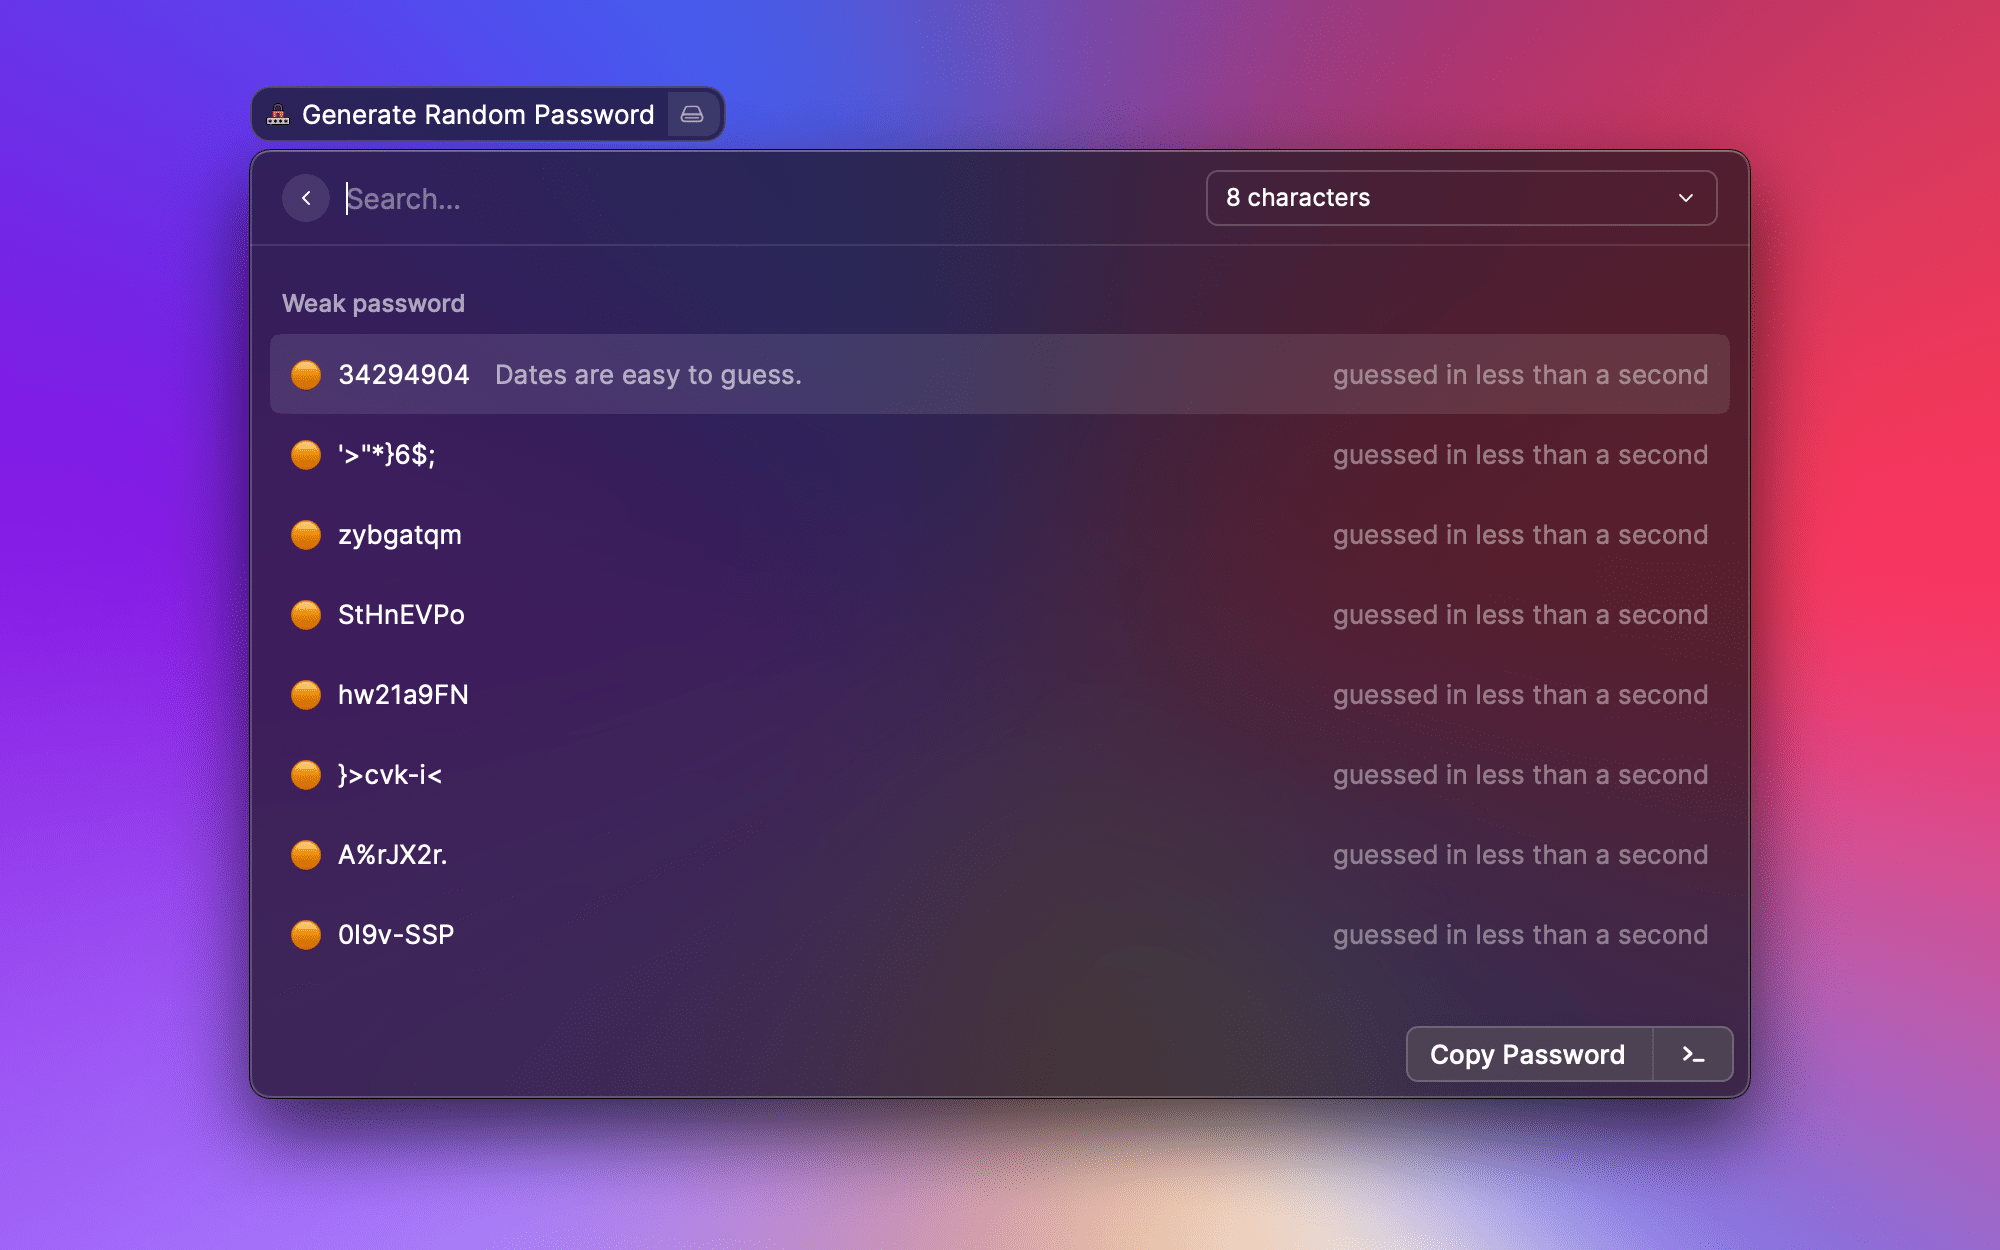 Generate Random Password
Search...
8 characters
Weak password
34294904 Dates are easy to guess. guessed in less than a second
'>"*}6$; guessed in less than a second
zybgatqm guessed in less than a second
StHnEVPo guessed in less than a second
hw21a9FN guessed in less than a second
}>cvk-i< guessed in less than a second
A%rJX2r. guessed in less than a second
0I9v-SSP guessed in less than a second
Copy Password >_